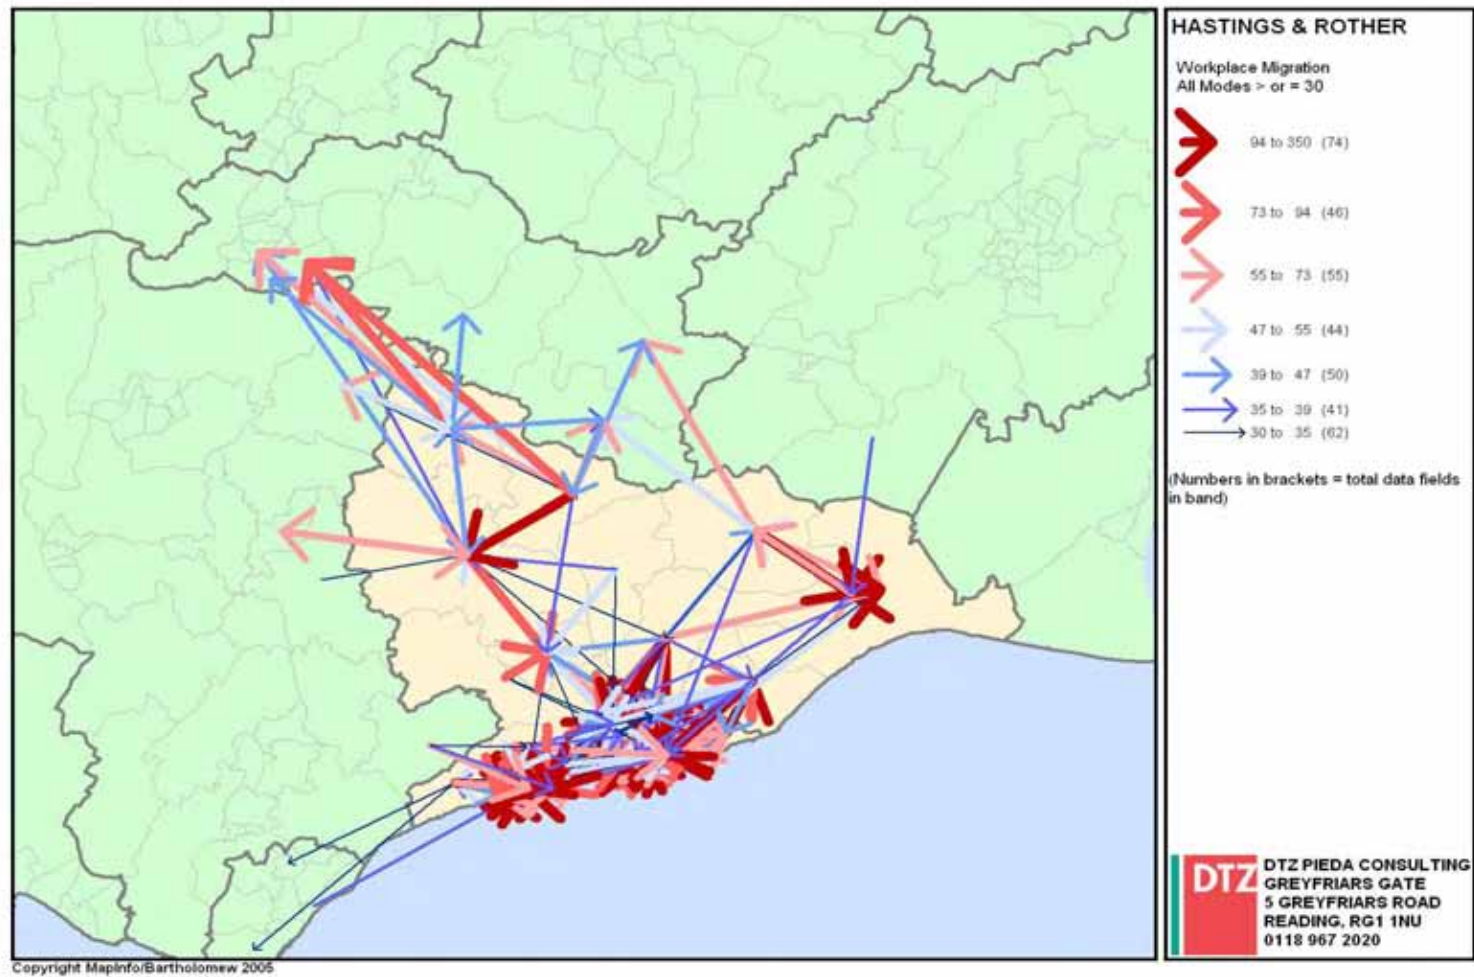 HASTINGS & ROTHER
Workplace Migration
All Modes > or = 30
94 to 350 (74)
73 to 94 (46)
55 to 73 (55)
47 to 55 (44)
39 to 47 (50)
35 to 39 (41)
30 to 35 (62)
(Numbers in brackets = total data fields
in band)
DTZ
DTZ PIEDA CONSULTING
GREYFRIARS GATE
5 GREYFRIARS ROAD
READING, RG1 1NU
0118 967 2020
Copyright MapInfo/Bartholomew 2005